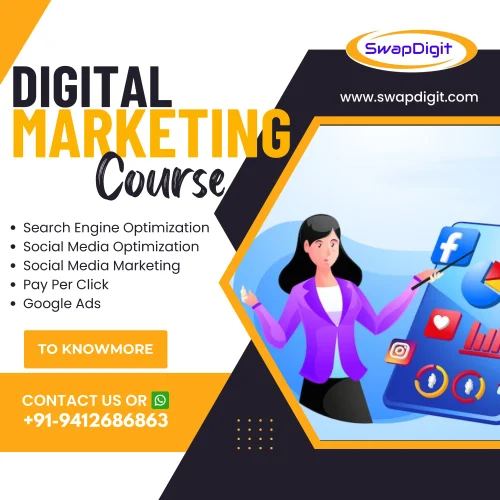 SwapDigit
www.swapdigit.com
DIGITAL
MARKETING
Course
• Search Engine Optimization
• Social Media Optimization
• Social Media Marketing
• Pay Per Click
• Google Ads
TO KNOWMORE
CONTACT US OR
+91-9412686863